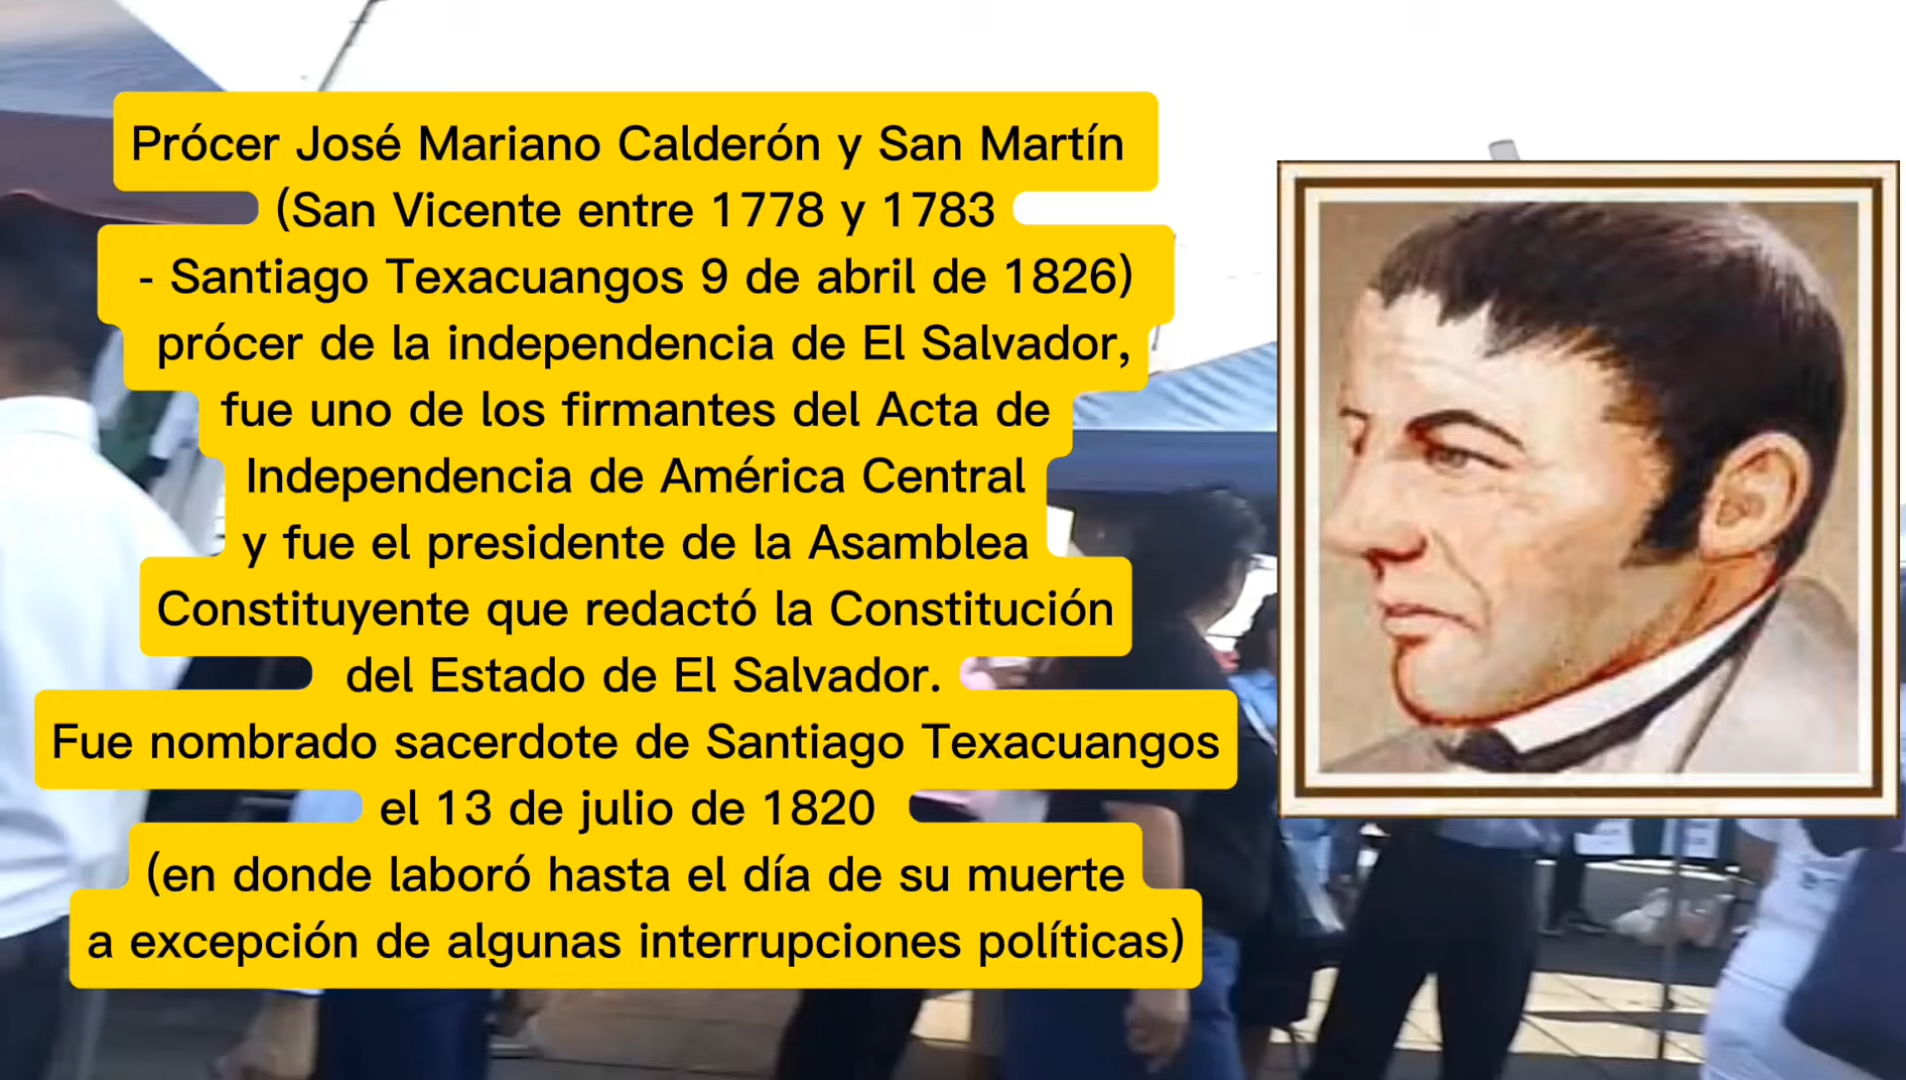 Prócer José Mariano Calderón y San Martín
(San Vicente entre 1778 y 1783
- Santiago Texacuangos 9 de abril de 1826)
prócer de la independencia de El Salvador,
fue uno de los firmantes del Acta de
Independencia de América Central
y fue el presidente de la Asamblea
Constituyente que redactó la Constitución
del Estado de El Salvador.
Fue nombrado sacerdote de Santiago Texacuangos
el 13 de julio de 1820
(en donde laboró hasta el día de su muerte
a excepción de algunas interrupciones políticas)